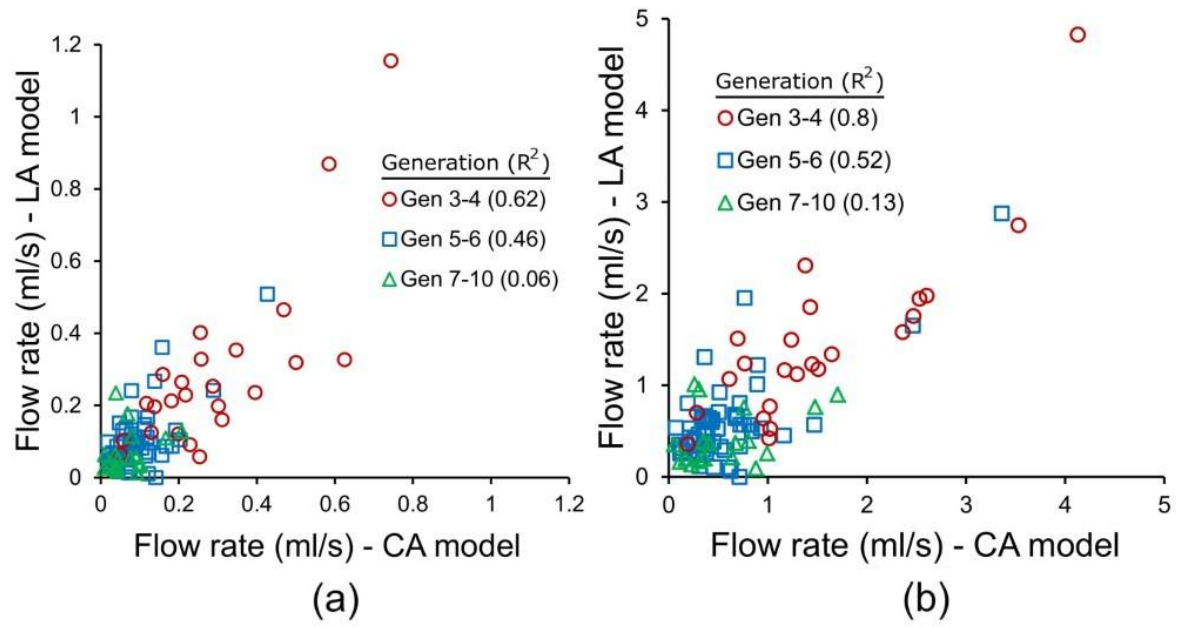 Flow rate (ml/s) - LA model
1.2
1
0.8
0.6
0.4
0.2
0
0
0.2
0.4
0.6
0.8
1
1.2
Generation (R²)
Gen 3-4 (0.62)
Gen 5-6 (0.46)
Gen 7-10 (0.06)
Flow rate (ml/s) - CA model
(a)
Flow rate (ml/s) - LA model
5
4
3
2
1
0
0
1
2
3
4
5
Generation (R²)
Gen 3-4 (0.8)
Gen 5-6 (0.52)
Gen 7-10 (0.13)
Flow rate (ml/s) - CA model
(b)